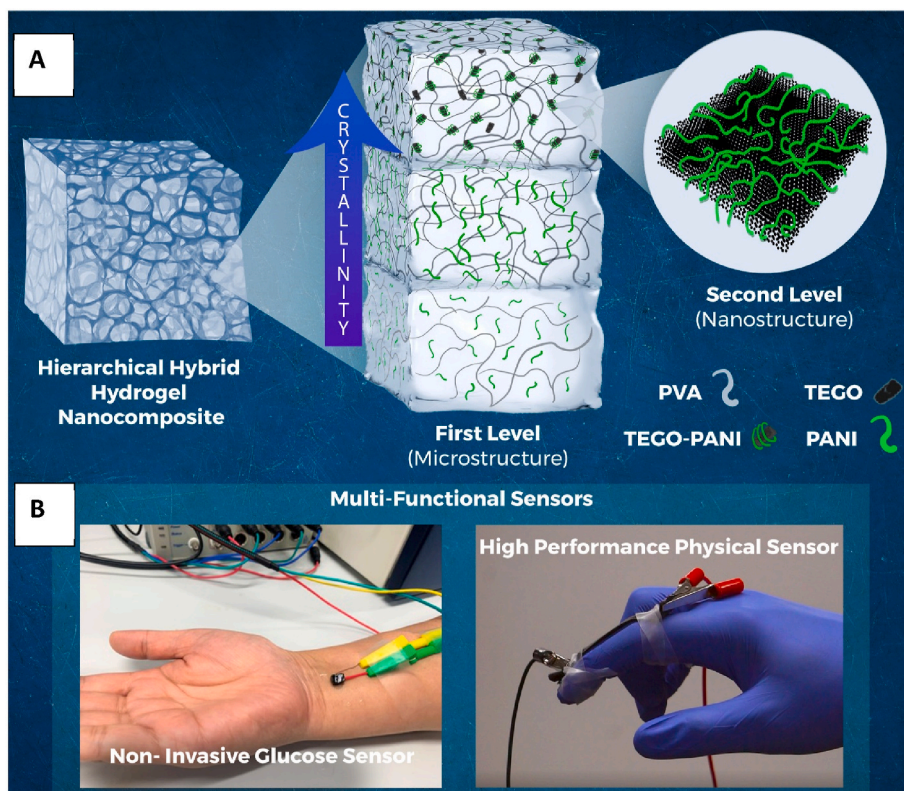 A
CRYSTALLINITY
Hierarchical Hybrid
Hydrogel
Nanocomposite
First Level
(Microstructure)
Second Level
(Nanostructure)
PVA
TEGO
TEGO-PANI
PANI
B
Multi-Functional Sensors
Non- Invasive Glucose Sensor
High Performance Physical Sensor